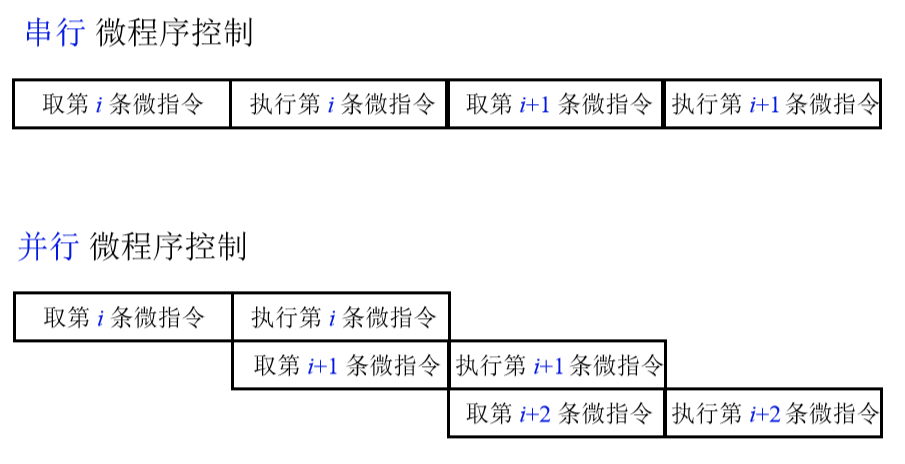 串行 微程序控制
取第 i 条微指令 执行第 i 条微指令 取第 i+1 条微指令 执行第 i+1 条微指令
并行 微程序控制
取第 i 条微指令 执行第 i 条微指令
取第 i+1 条微指令 执行第 i+1 条微指令
取第 i+2 条微指令 执行第 i+2 条微指令